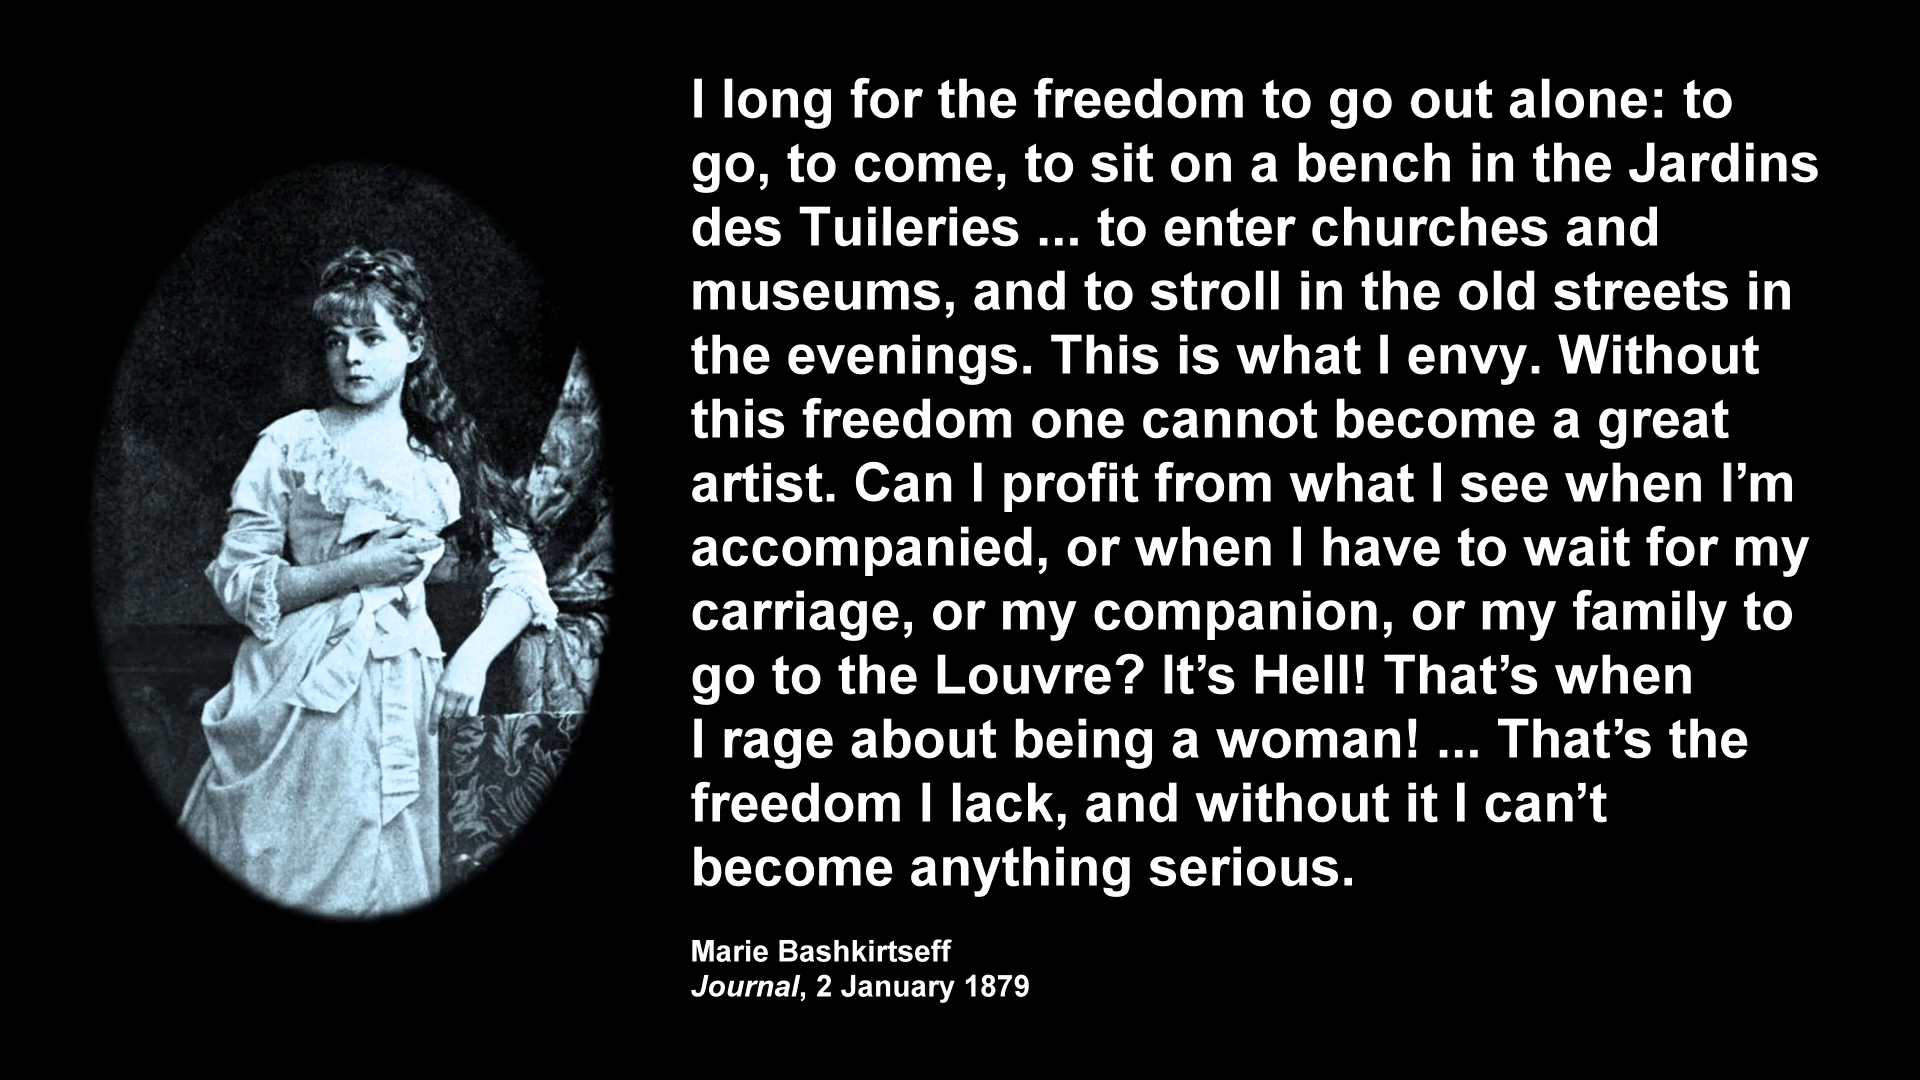 I long for the freedom to go out alone: to
go, to come, to sit on a bench in the Jardins
des Tuileries ... to enter churches and
museums, and to stroll in the old streets in
the evenings. This is what I envy. Without
this freedom one cannot become a great
artist. Can I profit from what I see when I’m
accompanied, or when I have to wait for my
carriage, or my companion, or my family to
go to the Louvre? It’s Hell! That’s when
I rage about being a woman! ... That’s the
freedom I lack, and without it I can’t
become anything serious.
Marie Bashkirtseff
Journal, 2 January 1879